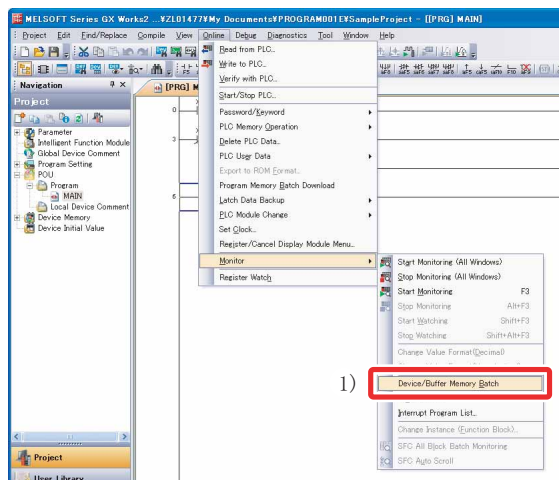 MELSOFT Series GX Works2 ...¥ZL01477¥My Documents¥PROGRAM001E¥SampleProject - [[PRG] MAIN]
Project Edit Find/Replace Compile View Online Debug Diagnostics Tool Window Help
Navigation
[PRG] M
Project
Parameter
Intelligent Function Module
Global Device Comment
Program Setting
POU
Program
MAIN
Local Device Comment
Device Memory
Device Initial Value
0
3
6
Read from PLC...
Write to PLC...
Verify with PLC...
Start/Stop PLC...
Password/Keyword
PLC Memory Operation
Delete PLC Data...
PLC User Data
Export to ROM Format...
Program Memory Batch Download
Latch Data Backup
PLC Module Change
Set Clock...
Register/Cancel Display Module Menu...
Monitor
Register Watch
Start Monitoring (All Windows)
Stop Monitoring (All Windows)
Start Monitoring F3
Stop Monitoring Alt+F3
Start Watching Shift+F3
Stop Watching Shift+Alt+F3
Change Value Format(Decimal)
1) Device/Buffer Memory Batch
Interrupt Program List...
Change Instance (Function Block)...
SFC All Block Batch Monitoring
SFC Auto Scroll
Project
User Library